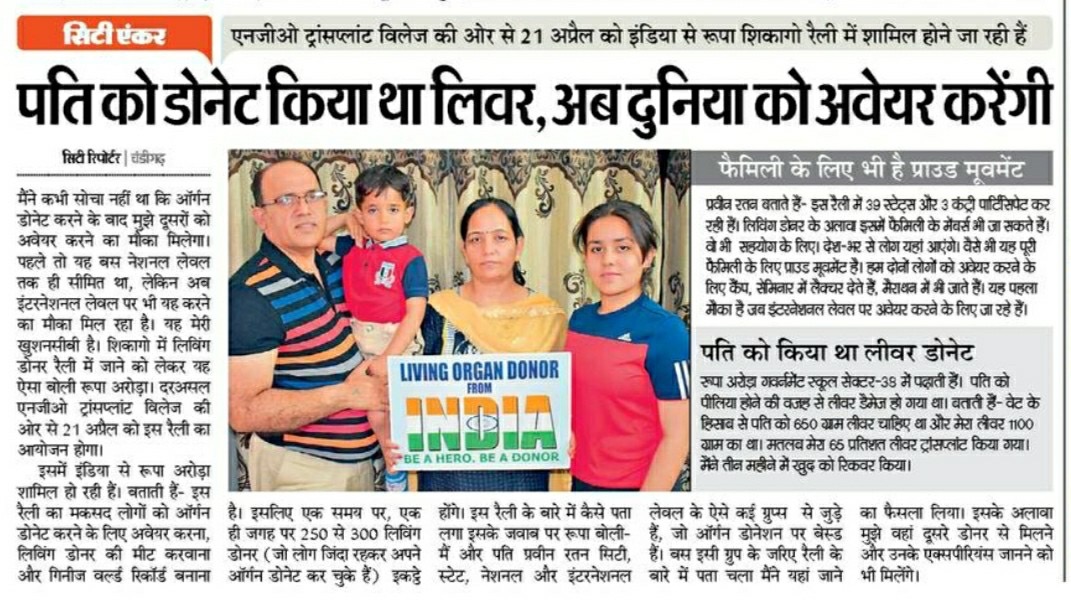 सिटी एंकर
एनजीओ ट्रांसप्लांट विलेज की ओर से 21 अप्रैल को इंडिया से रूपा शिकागो रैली में शामिल होने जा रही हैं
पति को डोनेट किया था लिवर, अब दुनिया को अवेयर करेंगी
सिटी रिपोर्टर | चंडीगढ़
मैंने कभी सोचा नहीं था कि ऑर्गन
डोनेट करने के बाद मुझे दूसरों को
अवेयर करने का मौका मिलेगा।
पहले तो यह बस नेशनल लेवल
तक ही सीमित था, लेकिन अब
इंटरनेशनल लेवल पर भी यह करने
का मौका मिल रहा है। यह मेरी
खुशनसीबी है। शिकागो में लिविंग
डोनर रैली में जाने को लेकर यह
ऐसा बोली रूपा अरोड़ा। दरअसल
एनजीओ ट्रांसप्लांट विलेज की
ओर से 21 अप्रैल को इस रैली का
आयोजन होगा।
इसमें इंडिया से रूपा अरोड़ा
शामिल हो रही हैं। बताती हैं- इस
रैली का मकसद लोगों को ऑर्गन
डोनेट करने के लिए अवेयर करना,
लिविंग डोनर की मीट करवाना
और गिनीज वर्ल्ड रिकॉर्ड बनाना
है। इसलिए एक समय पर, एक
ही जगह पर 250 से 300 लिविंग
डोनर (जो लोग जिंदा रहकर अपने
ऑर्गन डोनेट कर चुके हैं) इकट्ठे
होंगे। इस रैली के बारे में कैसे पता
लगा इसके जवाब पर रूपा बोली-
मैं और पति प्रवीन रतन सिटी,
स्टेट, नेशनल और इंटरनेशनल
लेवल के ऐसे कई ग्रुप्स से जुड़े
हैं, जो ऑर्गन डोनेशन पर बेस्ड
हैं। बस इसी ग्रुप के जरिए रैली के
बारे में पता चला मैंने यहां जाने
का फैसला लिया। इसके अलावा
मुझे वहां दूसरे डोनर से मिलने
और उनके एक्सपीरियंस जानने को
भी मिलेंगे।
LIVING ORGAN DONOR
FROM
INDIA
BE A HERO. BE A DONOR
फैमिली के लिए भी है प्राउड मूवमेंट
प्रवीन रतन बताते हैं- इस रैली में 39 स्टेट्स और 3 कंट्री पार्टिसिपेट कर
रही हैं। लिविंग डोनर के अलावा इसमें फैमिली के मेंबर्स भी जा सकते हैं।
वो भी सहयोग के लिए। देश-भर से लोग यहां आएंगे। वैसे भी यह पूरी
फैमिली के लिए प्राउड मूवमेंट है। हम दोनों लोगों को अवेयर करने के
लिए कैंप, सेमिनार में लैक्चर देते हैं, मैराथन में भी जाते हैं। यह पहला
मौका है जब इंटरनेशनल लेवल पर अवेयर करने के लिए जा रहे हैं।
पति को किया था लीवर डोनेट
रूपा अरोड़ा गवर्नमेंट स्कूल सेक्टर-38 में पढ़ाती हैं। पति को
पीलिया होने की वजह से लीवर डैमेज हो गया था। बताती हैं- वेट के
हिसाब से पति को 650 ग्राम लीवर चाहिए था और मेरा लीवर 1100
ग्राम का था। मतलब मेरा 65 प्रतिशत लीवर ट्रांसप्लांट किया गया।
मैंने तीन महीने में खुद को रिकवर किया।